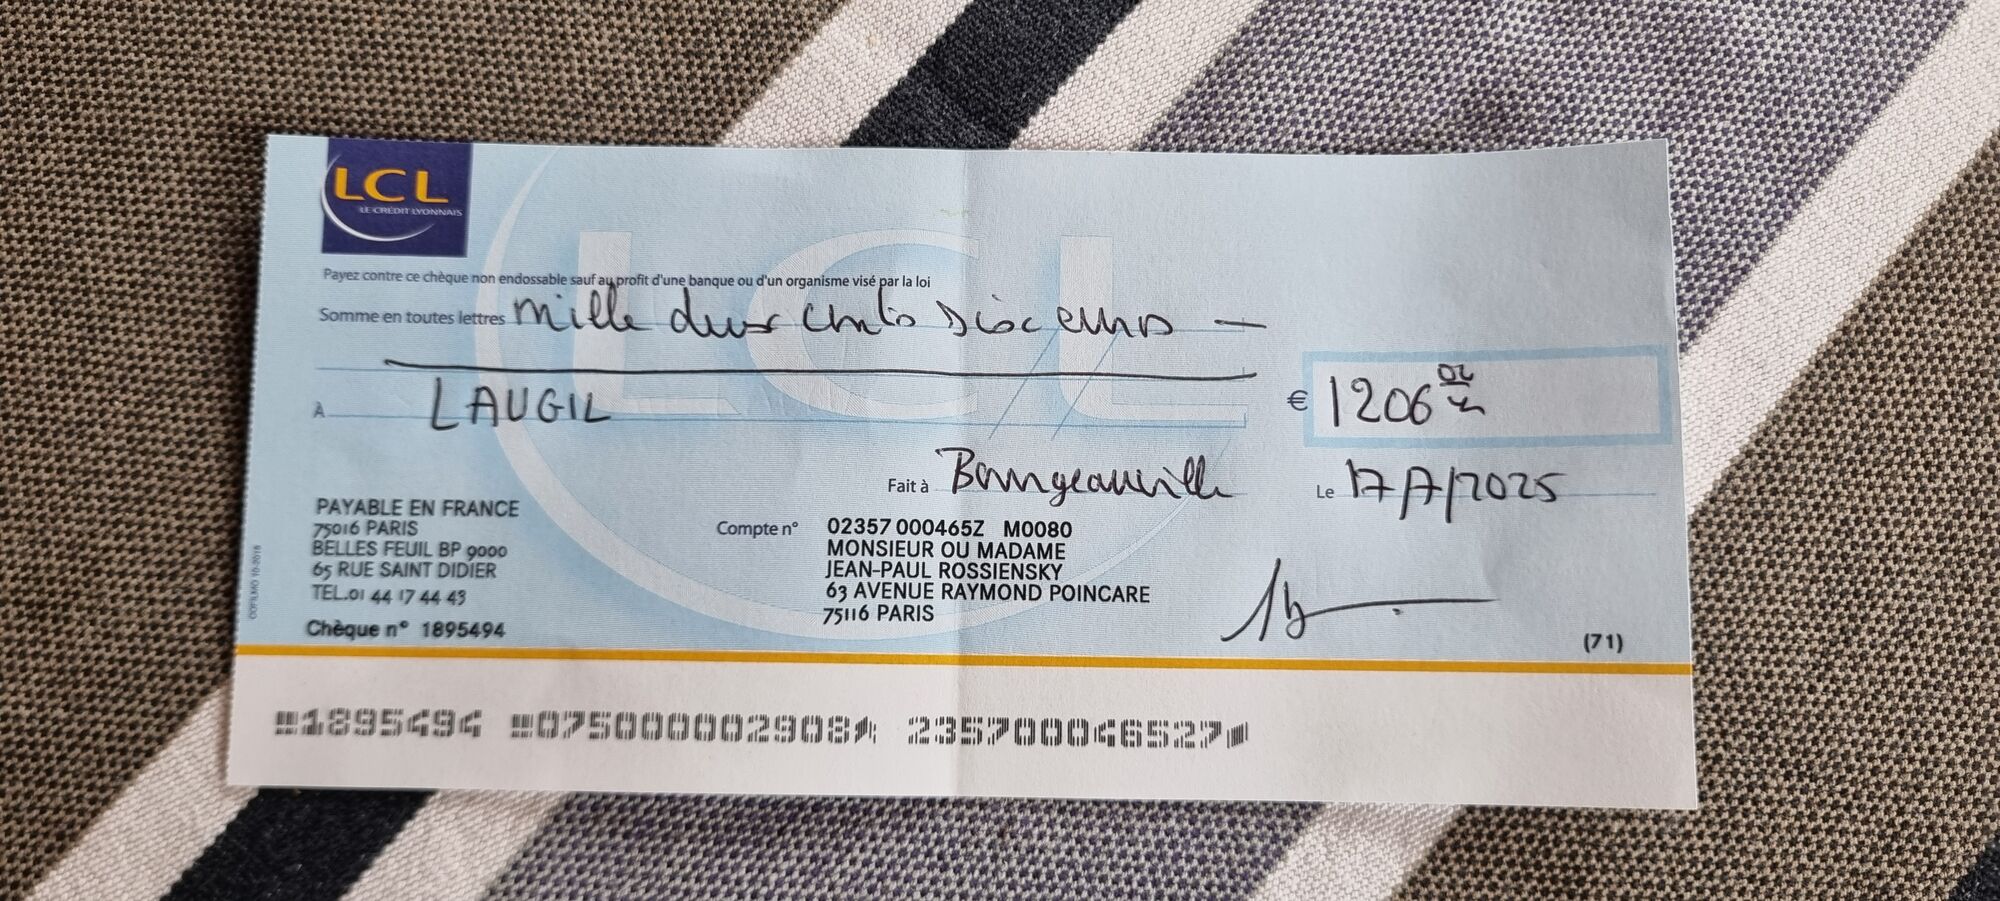 LCL
LE CRÉDIT LYONNAIS
Payez contre ce chèque non endossable sauf au profit d'une banque ou d'un organisme visé par la loi
Somme en toutes lettres mille deux cents six euros
À LAUGIL
€ 1206
Fait à Le 17/7/2025
PAYABLE EN FRANCE
75016 PARIS
BELLES FEUIL BP 9000
65 RUE SAINT DIDIER
TEL.01 44 17 44 43
Chèque n° 1895494
Compte n° 02357 000465Z M0080
MONSIEUR OU MADAME
JEAN-PAUL ROSSIENSKY
63 AVENUE RAYMOND POINCARE
75116 PARIS
(71)
1895494 075000002908 235700046527